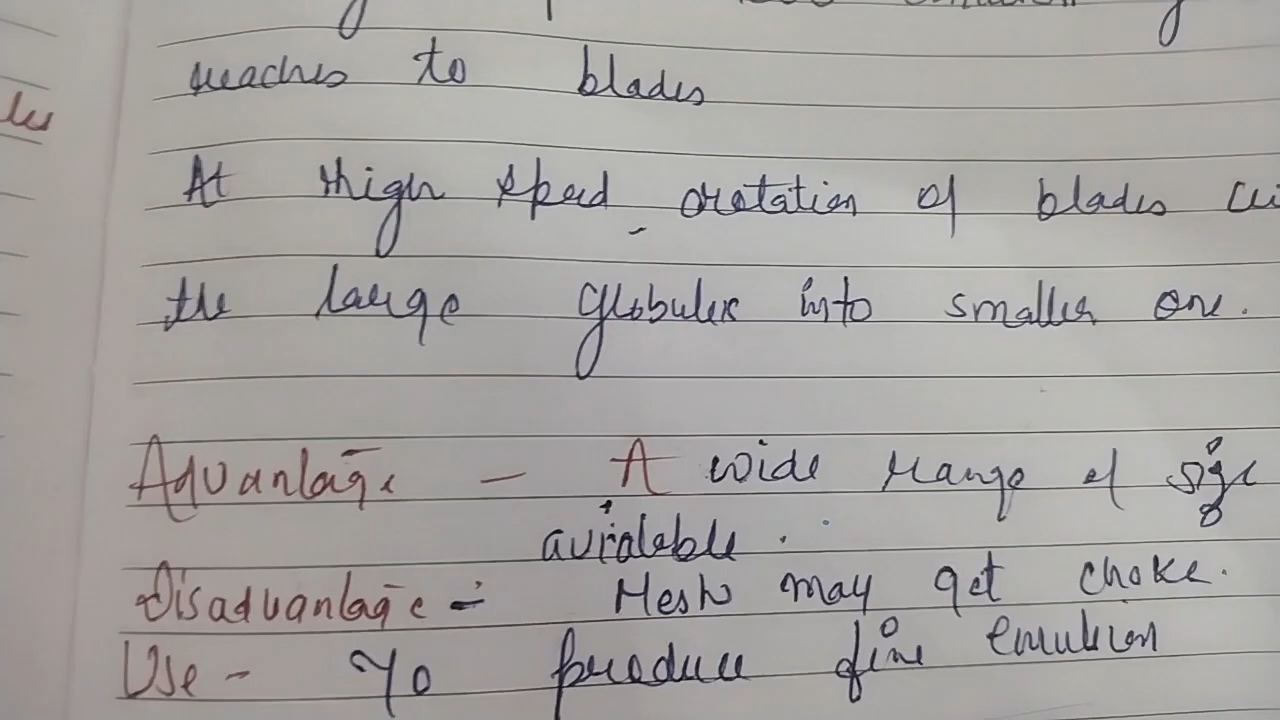 reaches to blades
At high speed rotation of blades
the large globules into smaller one.
Advantage - A wide range of size
avialable.
Disadvantage - Mesh may get choke.
Use - To produce fine emulsion